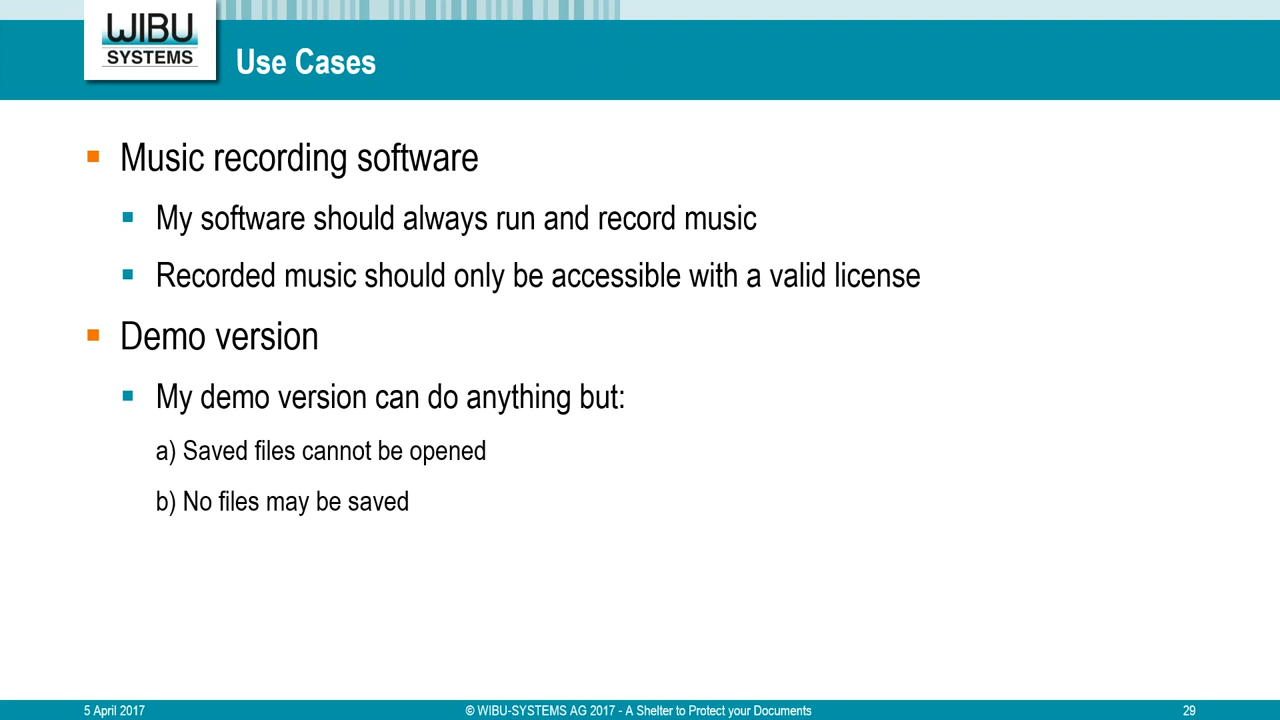 WIBU
SYSTEMS
Use Cases
Music recording software
My software should always run and record music
Recorded music should only be accessible with a valid license
Demo version
My demo version can do anything but:
a) Saved files cannot be opened
b) No files may be saved
5 April 2017
© WIBU-SYSTEMS AG 2017 - A Shelter to Protect your Documents
29